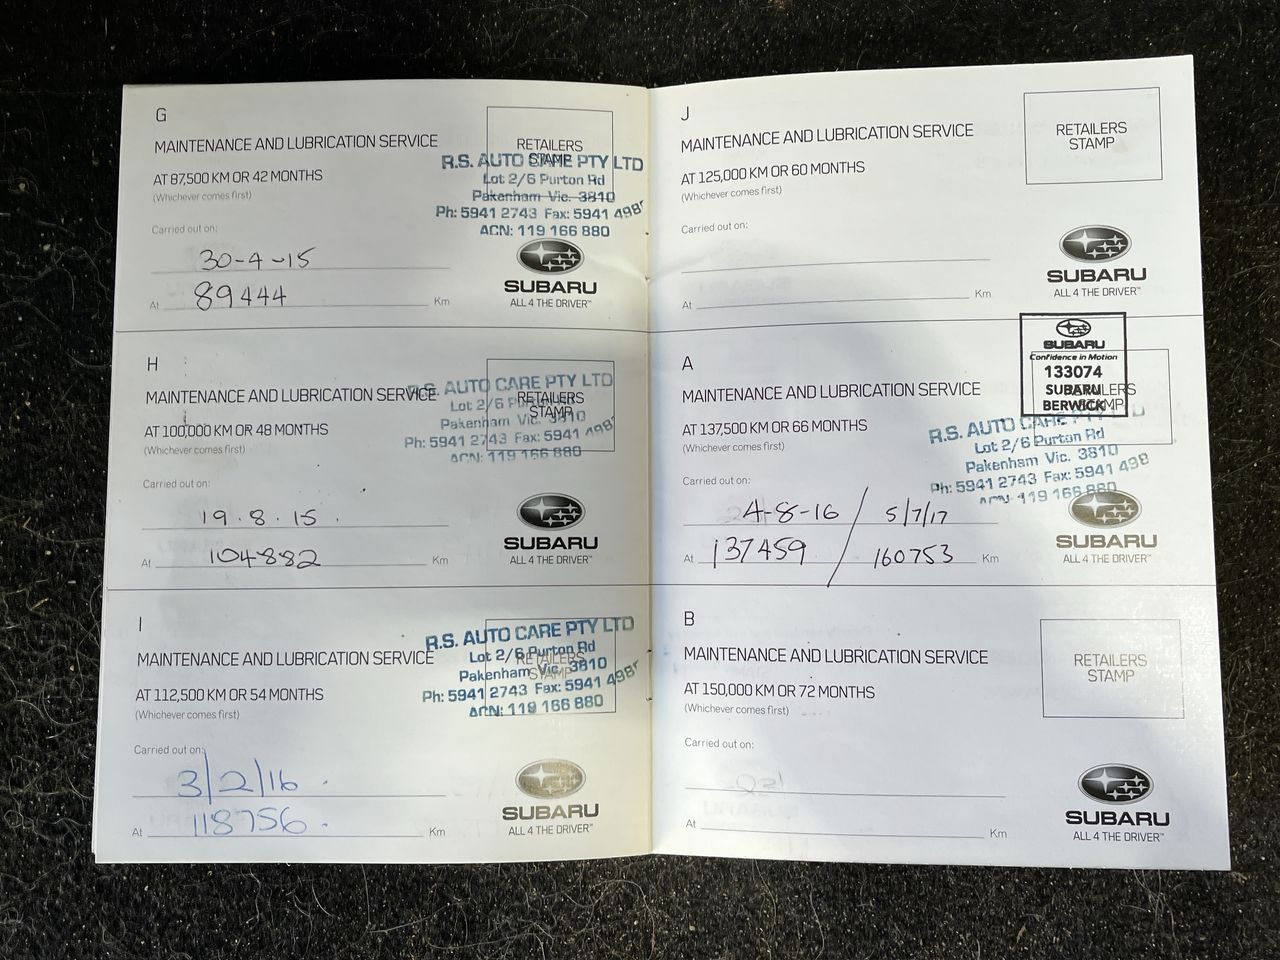 G
MAINTENANCE AND LUBRICATION SERVICE
AT 87,500 KM OR 42 MONTHS
(Whichever comes first)
RETAILERS
STAMP
R.S. AUTO CARE PTY LTD
Lot 2/6 Purton Rd
Pakenham Vic. 3810
Ph: 5941 2743 Fax: 5941 498
ACN: 119 166 880
Carried out on:
30-4-15
At 89444 Km
SUBARU
ALL 4 THE DRIVER™
H
MAINTENANCE AND LUBRICATION SERVICE
AT 100,000 KM OR 48 MONTHS
(Whichever comes first)
RETAILERS
STAMP
R.S. AUTO CARE PTY LTD
Lot 2/6 Purton Rd
Pakenham Vic. 3810
Ph: 5941 2743 Fax: 5941 498
ACN: 119 166 880
Carried out on:
19.8.15.
At 104882 Km
SUBARU
ALL 4 THE DRIVER™
I
MAINTENANCE AND LUBRICATION SERVICE
AT 112,500 KM OR 54 MONTHS
(Whichever comes first)
RETAILERS
STAMP
R.S. AUTO CARE PTY LTD
Lot 2/6 Purton Rd
Pakenham Vic. 3810
Ph: 5941 2743 Fax: 5941 498
ACN: 119 166 880
Carried out on:
3/2/16.
At 118756. Km
SUBARU
ALL 4 THE DRIVER™
J
MAINTENANCE AND LUBRICATION SERVICE
AT 125,000 KM OR 60 MONTHS
(Whichever comes first)
RETAILERS
STAMP
Carried out on:
At Km
SUBARU
ALL 4 THE DRIVER™
A
MAINTENANCE AND LUBRICATION SERVICE
AT 137,500 KM OR 66 MONTHS
(Whichever comes first)
SUBARU
Confidence in Motion
133074
SUBARU
BERWICK
RETAILERS
STAMP
R.S. AUTO CARE PTY LTD
Lot 2/6 Purton Rd
Pakenham Vic. 3810
Ph: 5941 2743 Fax: 5941 498
ACN: 119 166 880
Carried out on:
4-8-16 / 5/7/17
At 137459 / 160753 Km
SUBARU
ALL 4 THE DRIVER™
B
MAINTENANCE AND LUBRICATION SERVICE
AT 150,000 KM OR 72 MONTHS
(Whichever comes first)
RETAILERS
STAMP
Carried out on:
At Km
SUBARU
ALL 4 THE DRIVER™